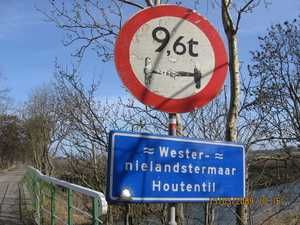 9,6t
≈ Wester- ≈
nielandstermaar
Houtentil